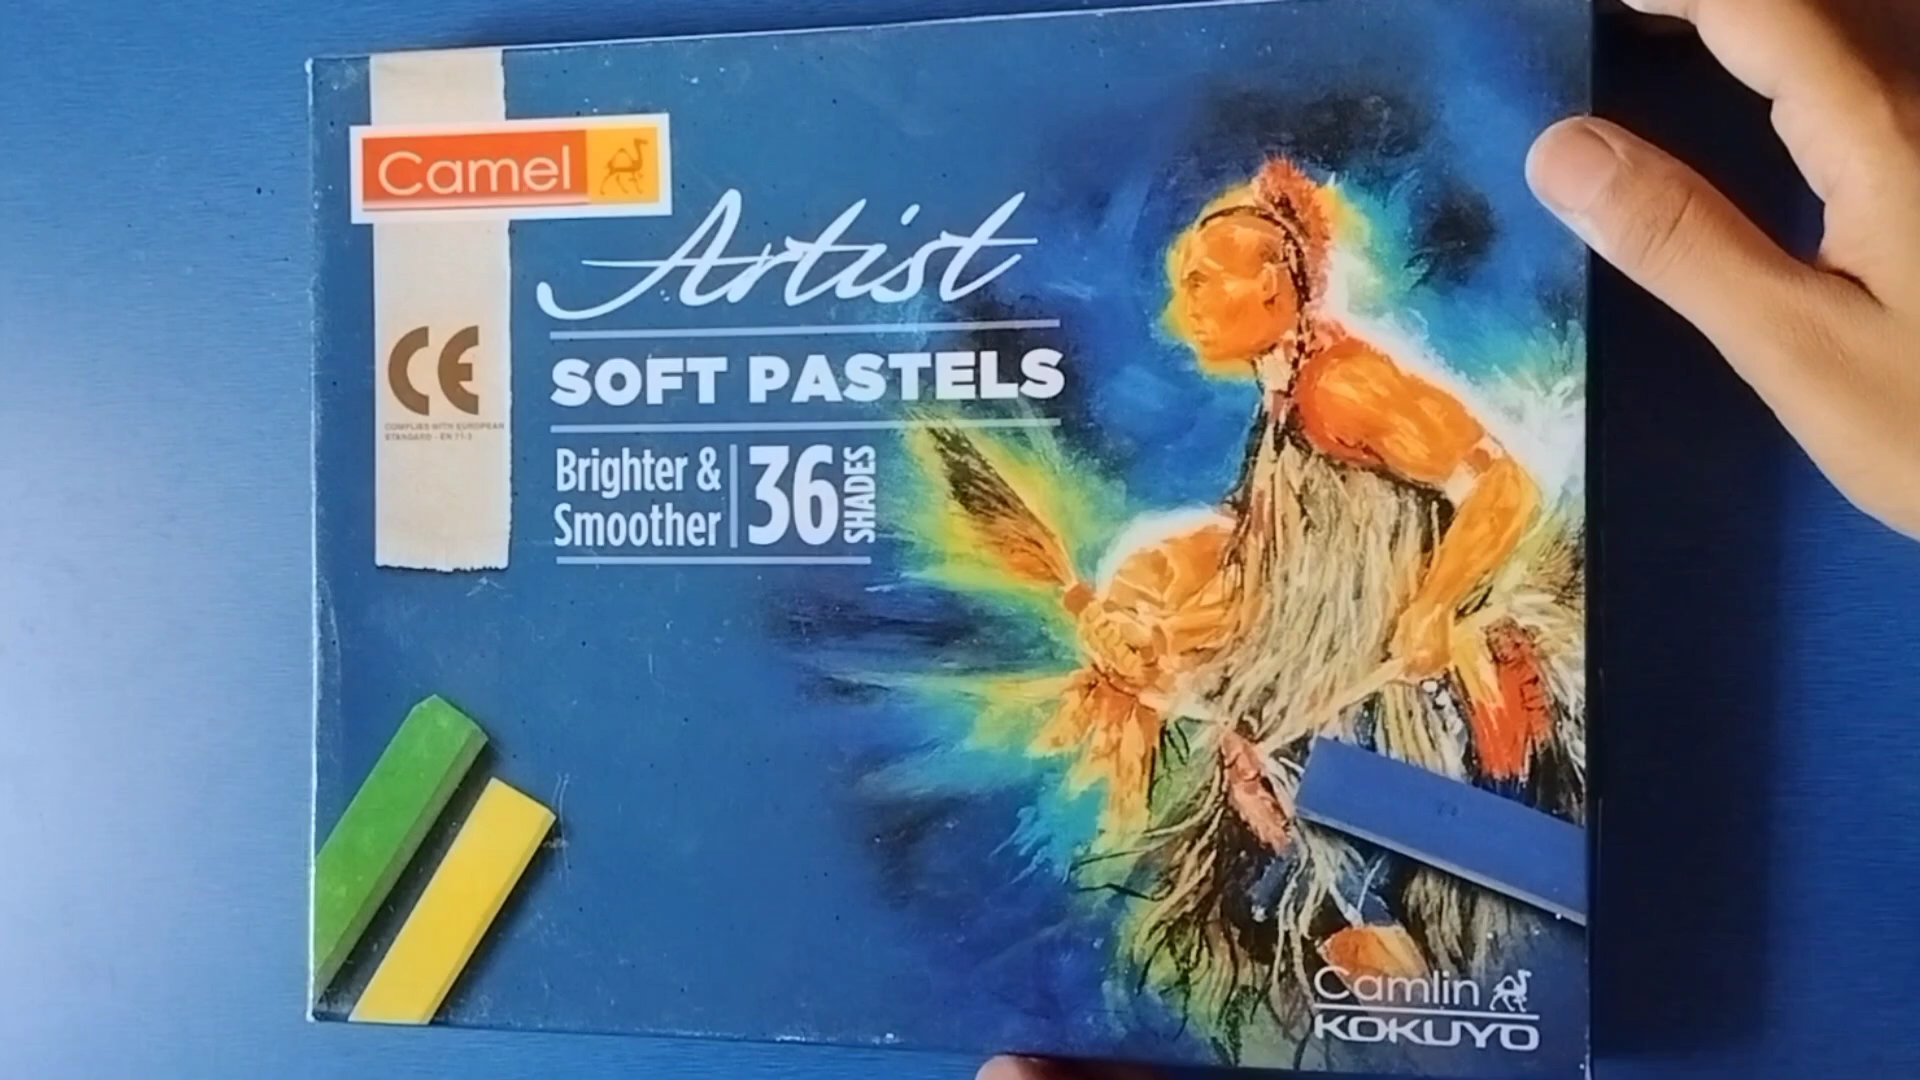 Camel
Artist
SOFT PASTELS
Brighter &
Smoother
36
SHADES
CE
COMPLIES WITH EUROPEAN
STANDARD - EN 71-3
Camlin
KOKUYO